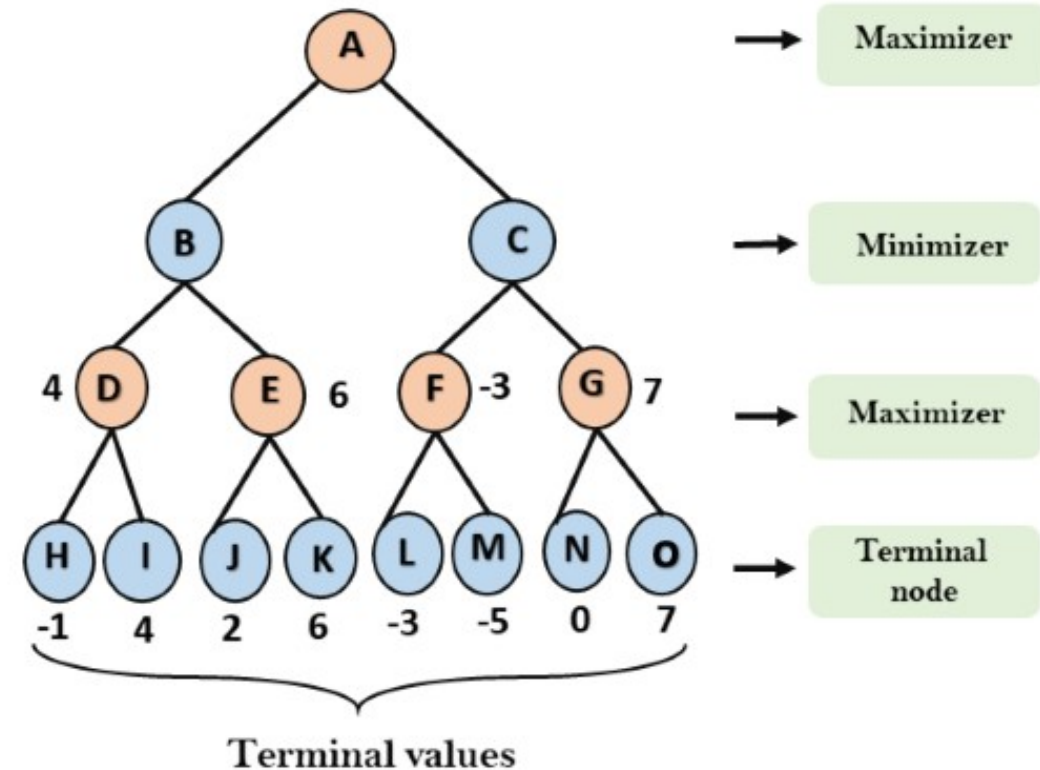 A
Maximizer
B
C
Minimizer
4
D
E
6
F
-3
G
7
Maximizer
H
I
J
K
L
M
N
O
Terminal
node
-1
4
2
6
-3
-5
0
7
Terminal values